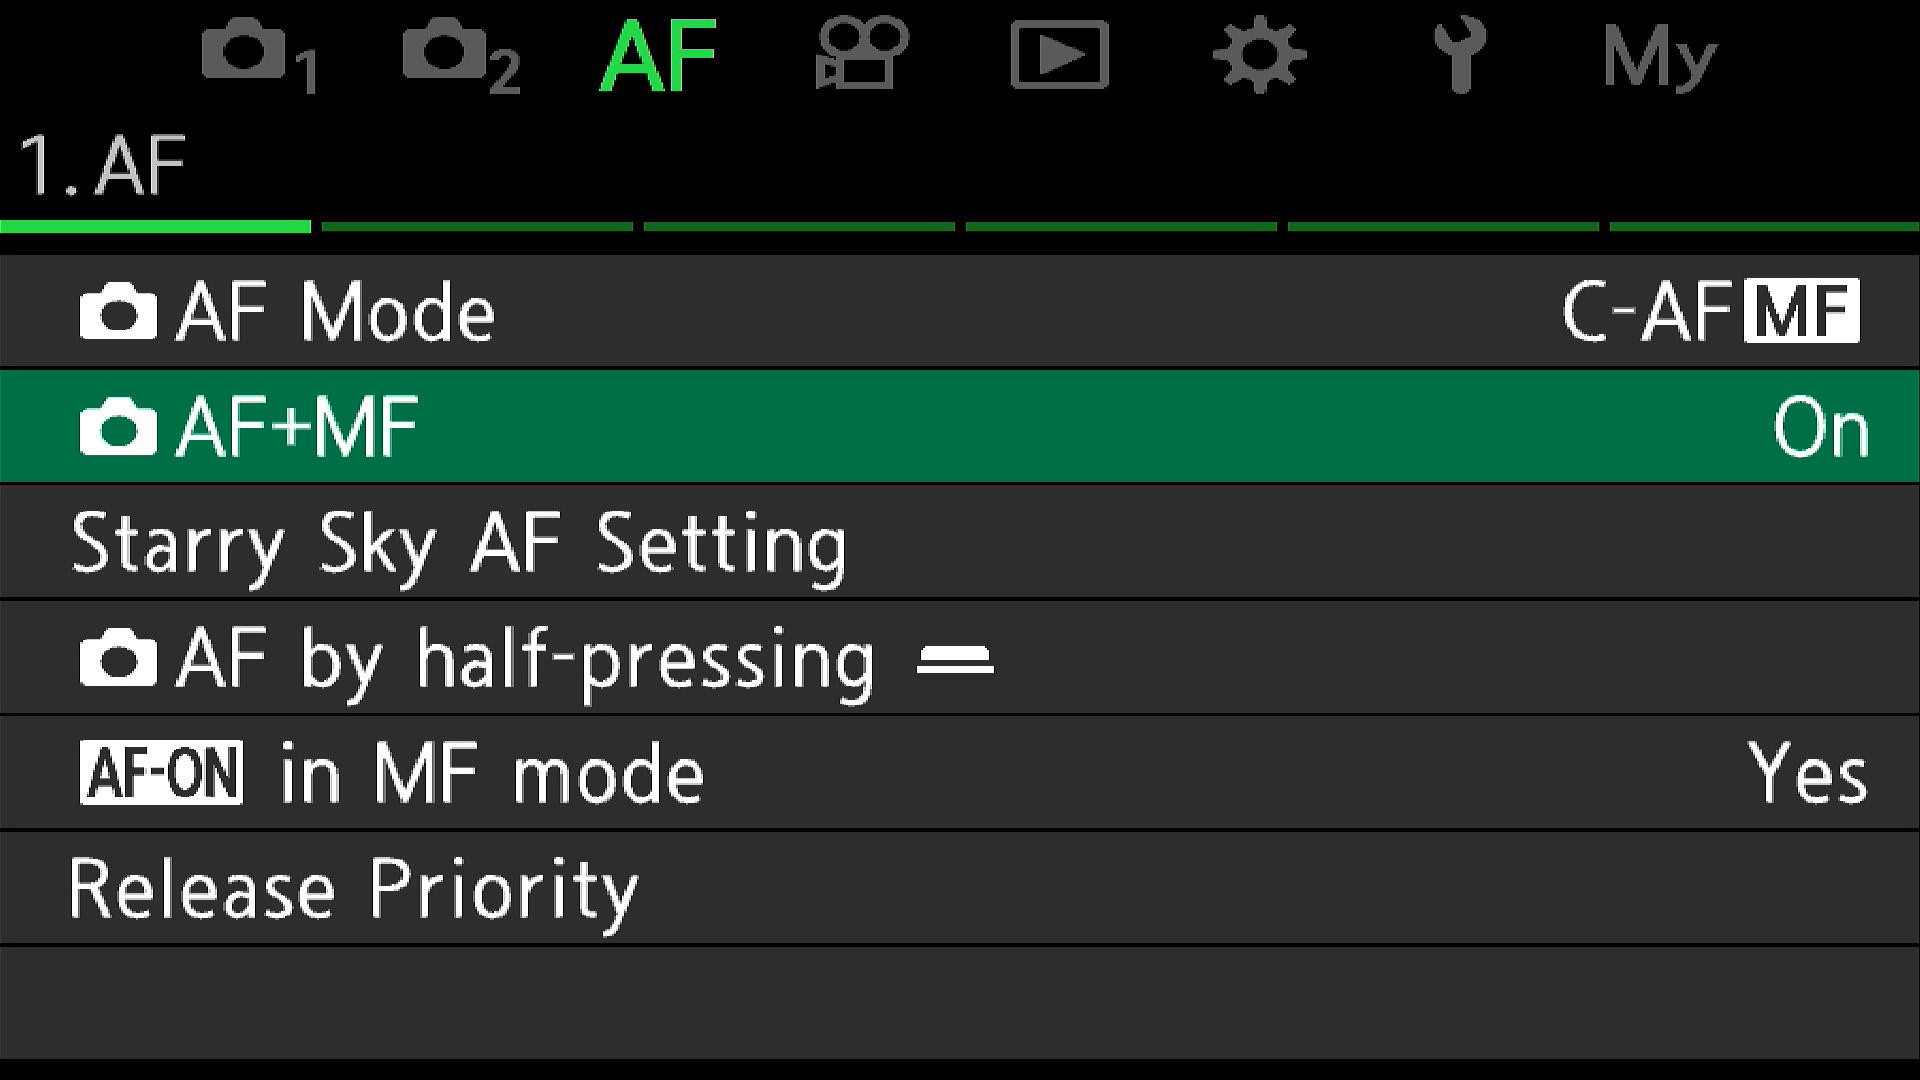 1 2 AF My
1. AF
AF Mode C-AF MF
AF+MF On
Starry Sky AF Setting
AF by half-pressing
AF-ON in MF mode Yes
Release Priority